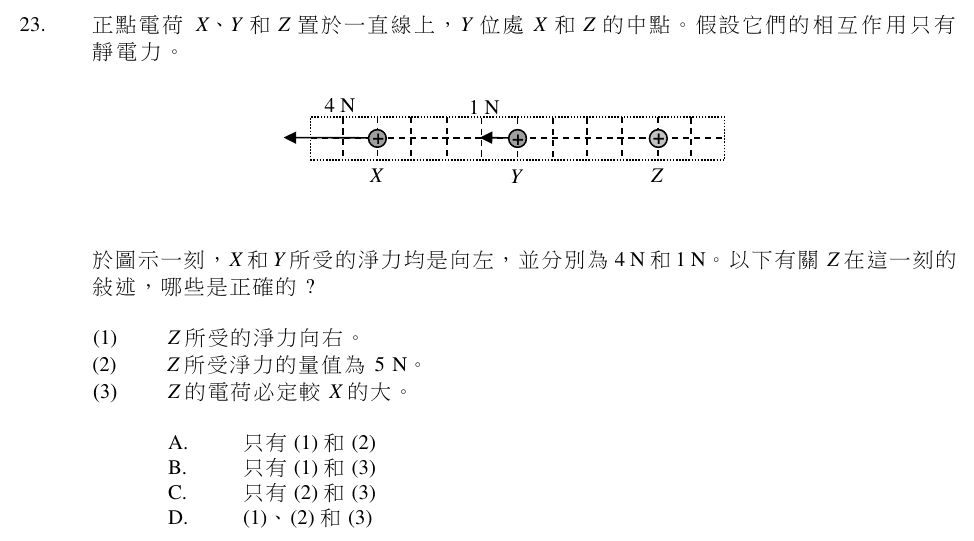 23. 正點電荷 X、Y 和 Z 置於一直線上，Y 位處 X 和 Z 的中點。假設它們的相互作用只有
靜電力。
4 N 1 N
+ + +
X Y Z
於圖示一刻，X 和 Y 所受的淨力均是向左，並分別為 4 N 和 1 N。以下有關 Z 在這一刻的
敍述，哪些是正確的 ?
(1) Z 所受的淨力向右。
(2) Z 所受淨力的量值為 5 N。
(3) Z 的電荷必定較 X 的大。
A. 只有 (1) 和 (2)
B. 只有 (1) 和 (3)
C. 只有 (2) 和 (3)
D. (1)、(2) 和 (3)